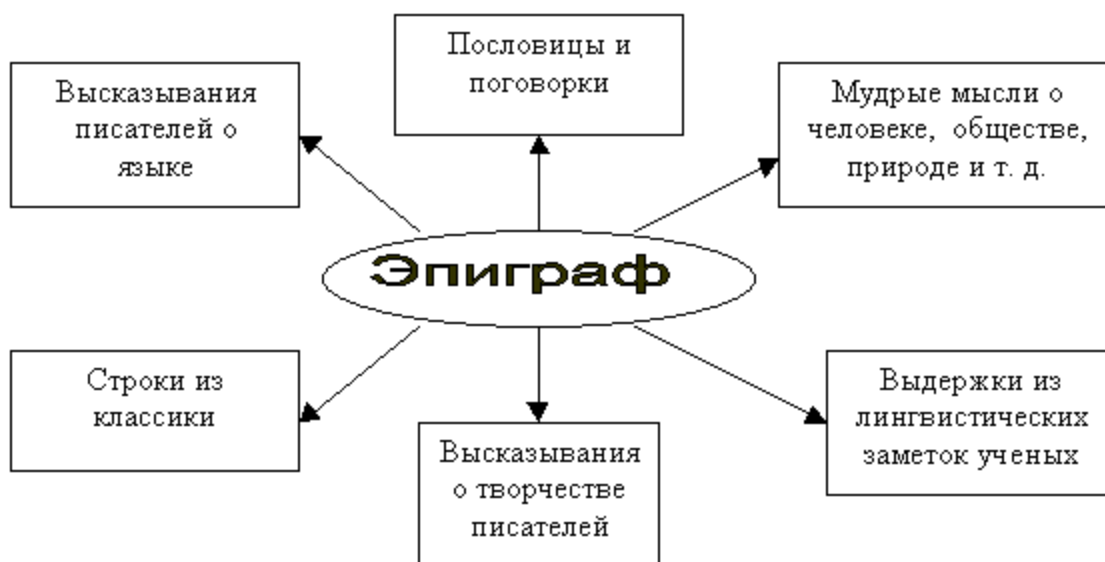 Пословицы и
поговорки
Высказывания
писателей о
языке
Мудрые мысли о
человеке, обществе,
природе и т. д.
Эпиграф
Строки из
классики
Высказывания
о творчестве
писателей
Выдержки из
лингвистических
заметок ученых